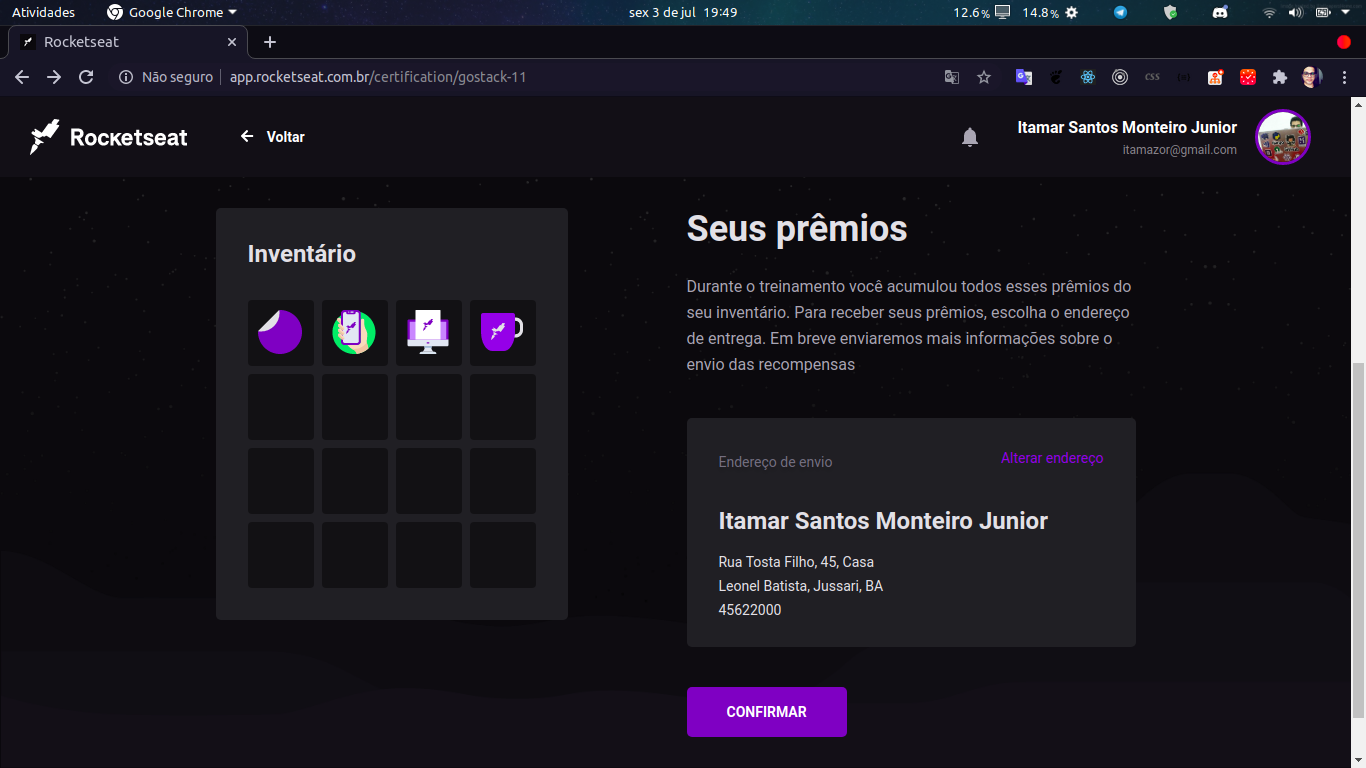 Atividades
Google Chrome
sex 3 de jul 19:49
12.6%
14.8%
Rocketseat
Não seguro
app.rocketseat.com.br/certification/gostack-11
CSS
Rocketseat
Voltar
Itamar Santos Monteiro Junior
itamazor@gmail.com
Inventário
Seus prêmios
Durante o treinamento você acumulou todos esses prêmios do
seu inventário. Para receber seus prêmios, escolha o endereço
de entrega. Em breve enviaremos mais informações sobre o
envio das recompensas
Endereço de envio
Alterar endereço
Itamar Santos Monteiro Junior
Rua Tosta Filho, 45, Casa
Leonel Batista, Jussari, BA
45622000
CONFIRMAR